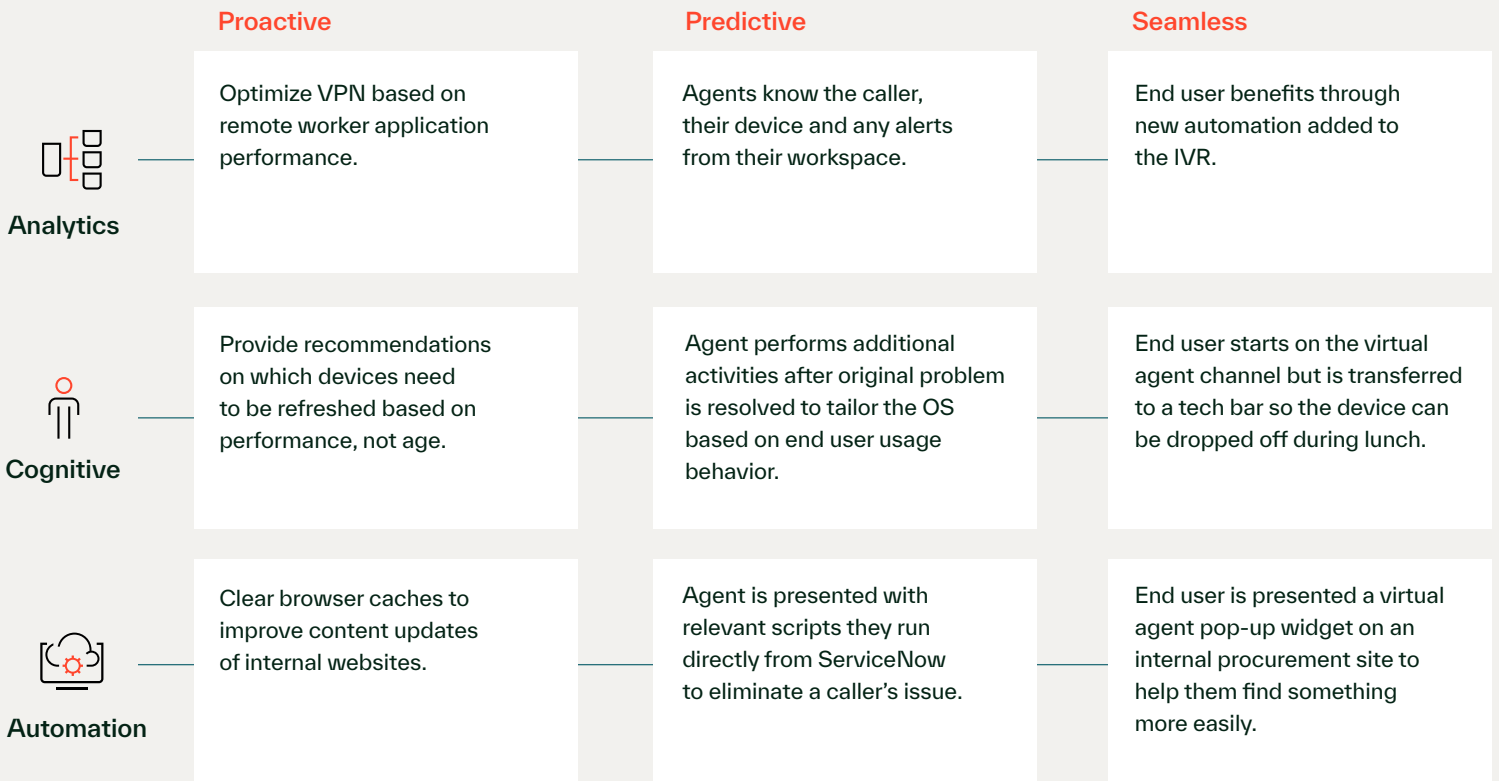 Proactive
Predictive
Seamless
Analytics
Optimize VPN based on
remote worker application
performance.
Agents know the caller,
their device and any alerts
from their workspace.
End user benefits through
new automation added to
the IVR.
Cognitive
Provide recommendations
on which devices need
to be refreshed based on
performance, not age.
Agent performs additional
activities after original problem
is resolved to tailor the OS
based on end user usage
behavior.
End user starts on the virtual
agent channel but is transferred
to a tech bar so the device can
be dropped off during lunch.
Automation
Clear browser caches to
improve content updates
of internal websites.
Agent is presented with
relevant scripts they run
directly from ServiceNow
to eliminate a caller’s issue.
End user is presented a virtual
agent pop-up widget on an
internal procurement site to
help them find something
more easily.